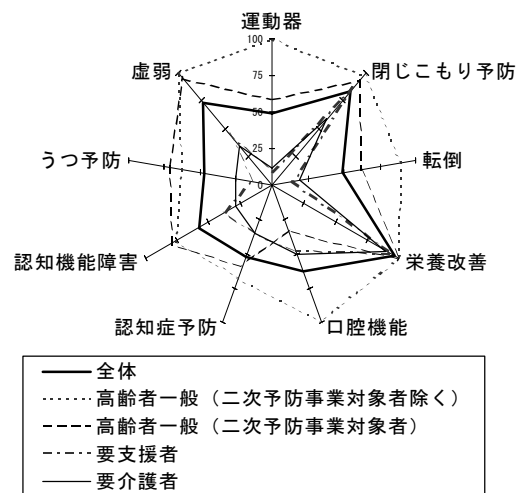 運動器
100
75
50
25
0
虚弱
閉じこもり予防
うつ予防
転倒
認知機能障害
栄養改善
認知症予防
口腔機能
全体
高齢者一般（二次予防事業対象者除く）
高齢者一般（二次予防事業対象者）
要支援者
要介護者